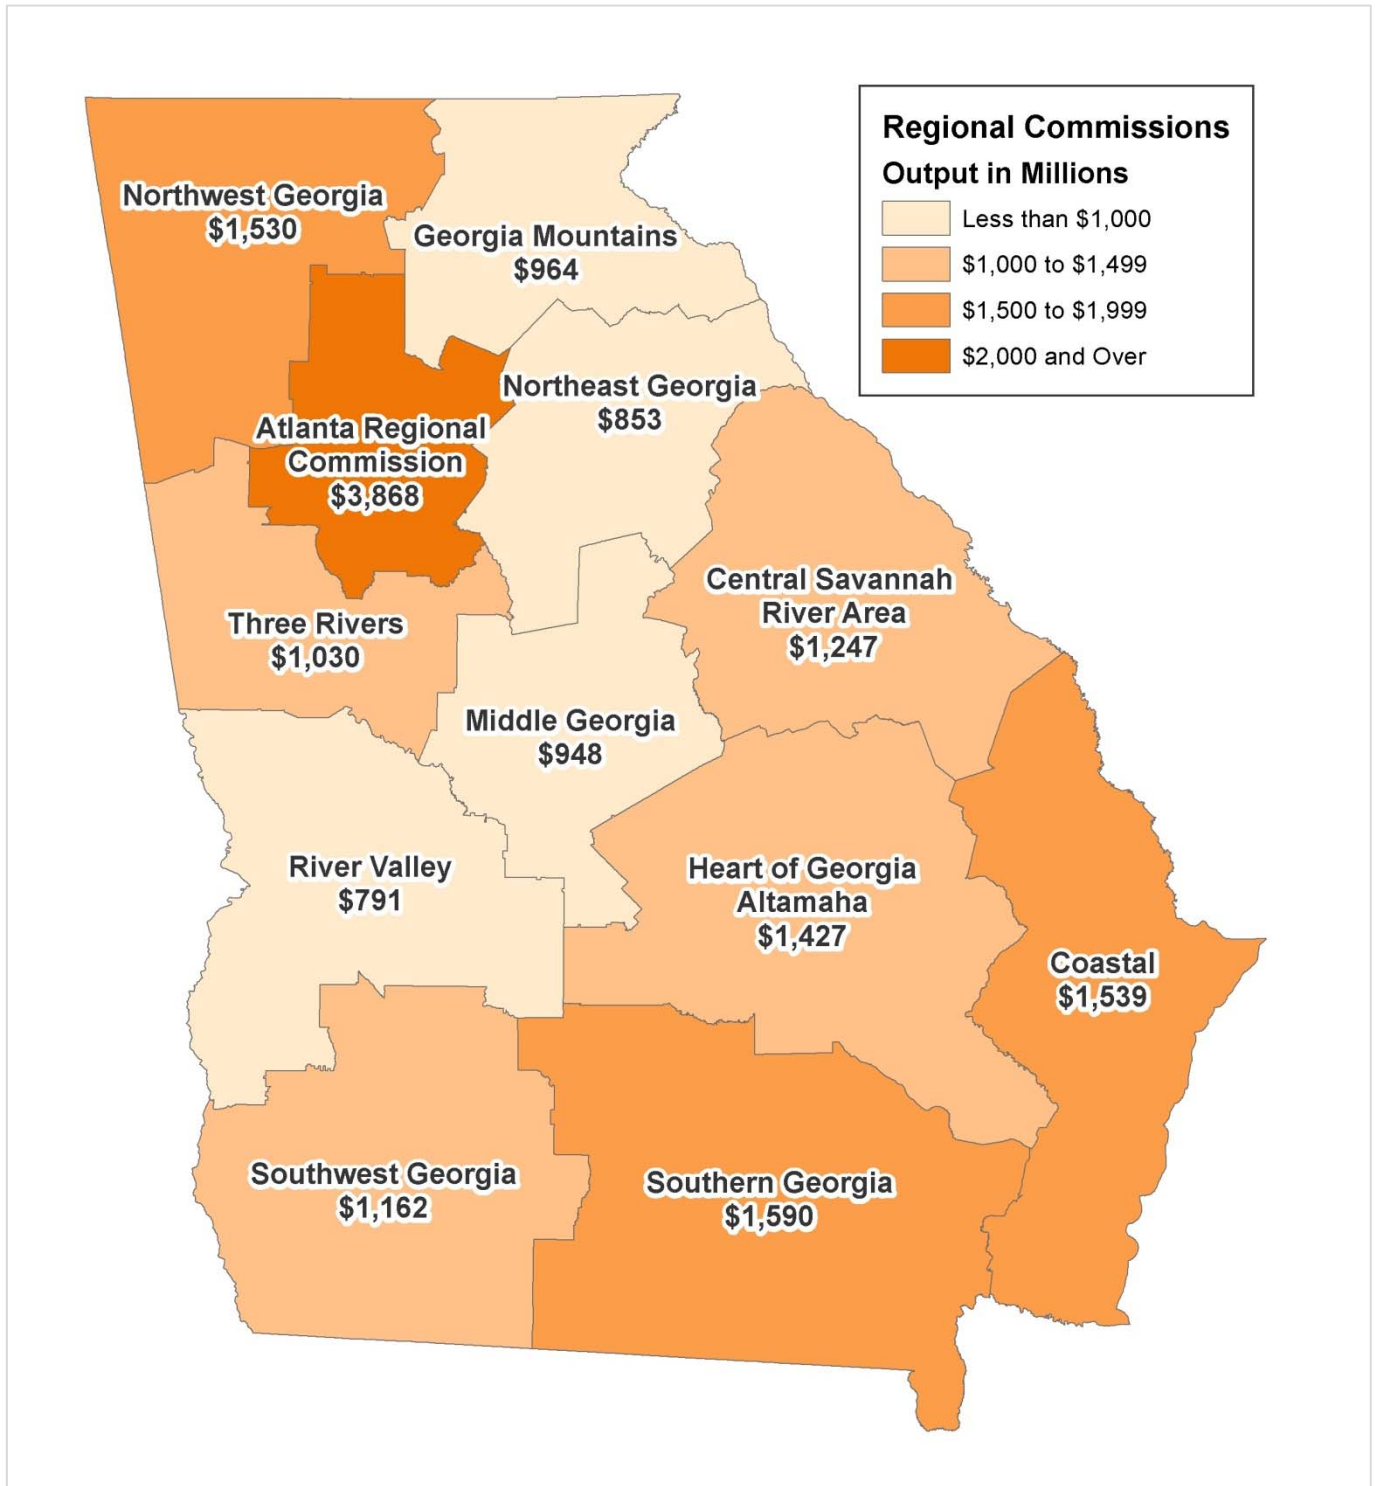 Regional Commissions
Output in Millions
Less than $1,000
$1,000 to $1,499
$1,500 to $1,999
$2,000 and Over
Northwest Georgia
$1,530
Georgia Mountains
$964
Northeast Georgia
$853
Atlanta Regional
Commission
$3,868
Central Savannah
River Area
$1,247
Three Rivers
$1,030
Middle Georgia
$948
River Valley
$791
Heart of Georgia
Altamaha
$1,427
Coastal
$1,539
Southwest Georgia
$1,162
Southern Georgia
$1,590